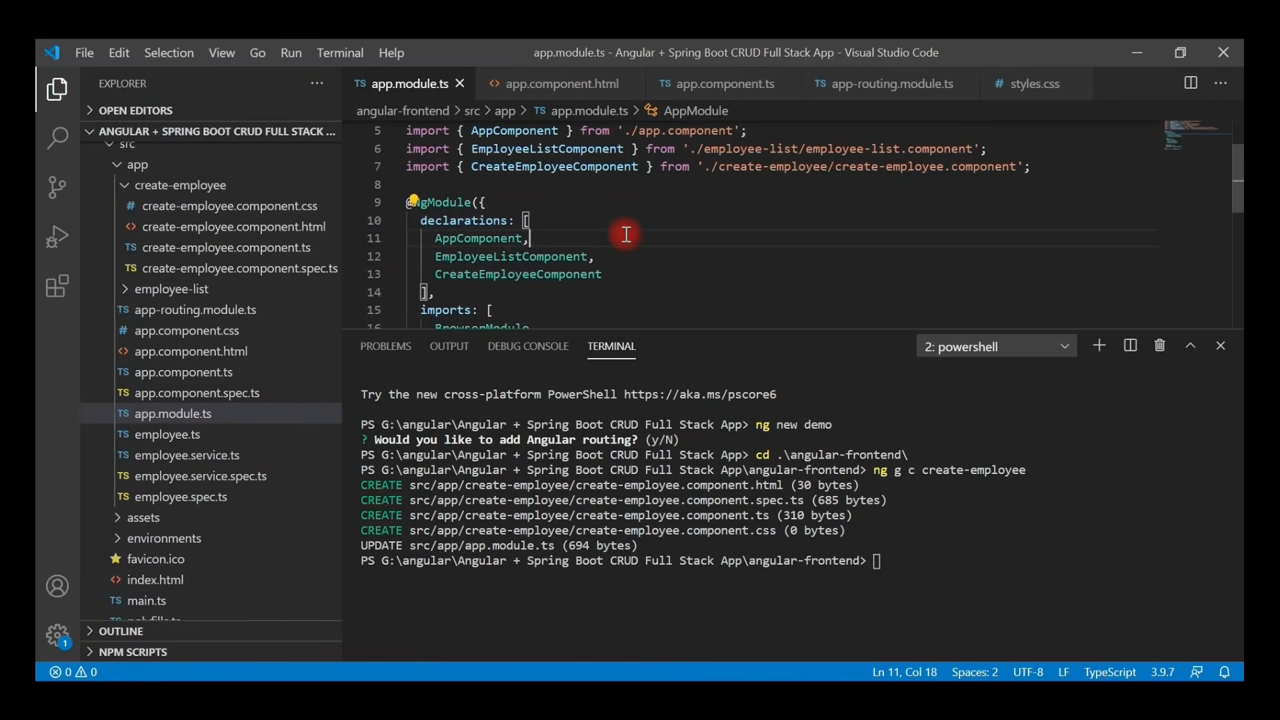 File Edit Selection View Go Run Terminal Help
app.module.ts - Angular + Spring Boot CRUD Full Stack App - Visual Studio Code
EXPLORER
OPEN EDITORS
ANGULAR + SPRING BOOT CRUD FULL STACK ...
src
app
create-employee
create-employee.component.css
create-employee.component.html
create-employee.component.ts
create-employee.component.spec.ts
employee-list
app-routing.module.ts
app.component.css
app.component.html
app.component.ts
app.component.spec.ts
app.module.ts
employee.ts
employee.service.ts
employee.service.spec.ts
employee.spec.ts
assets
environments
favicon.ico
index.html
main.ts
polyfills.ts
OUTLINE
NPM SCRIPTS
app.module.ts app.component.html app.component.ts app-routing.module.ts styles.css
angular-frontend > src > app > TS app.module.ts > AppModule
5 import { AppComponent } from './app.component';
6 import { EmployeeListComponent } from './employee-list/employee-list.component';
7 import { CreateEmployeeComponent } from './create-employee/create-employee.component';
8
9 @NgModule({
10 declarations: [
11 AppComponent,
12 EmployeeListComponent,
13 CreateEmployeeComponent
14 ],
15 imports: [
16 BrowserModule
PROBLEMS OUTPUT DEBUG CONSOLE TERMINAL 2: powershell
Try the new cross-platform PowerShell https://aka.ms/pscore6
PS G:\angular\Angular + Spring Boot CRUD Full Stack App> ng new demo
? Would you like to add Angular routing? (y/N)
PS G:\angular\Angular + Spring Boot CRUD Full Stack App> cd .\angular-frontend\
PS G:\angular\Angular + Spring Boot CRUD Full Stack App\angular-frontend> ng g c create-employee
CREATE src/app/create-employee/create-employee.component.html (30 bytes)
CREATE src/app/create-employee/create-employee.component.spec.ts (685 bytes)
CREATE src/app/create-employee/create-employee.component.ts (310 bytes)
CREATE src/app/create-employee/create-employee.component.css (0 bytes)
UPDATE src/app/app.module.ts (694 bytes)
PS G:\angular\Angular + Spring Boot CRUD Full Stack App\angular-frontend>
0 0 Ln 11, Col 18 Spaces: 2 UTF-8 LF TypeScript 3.9.7